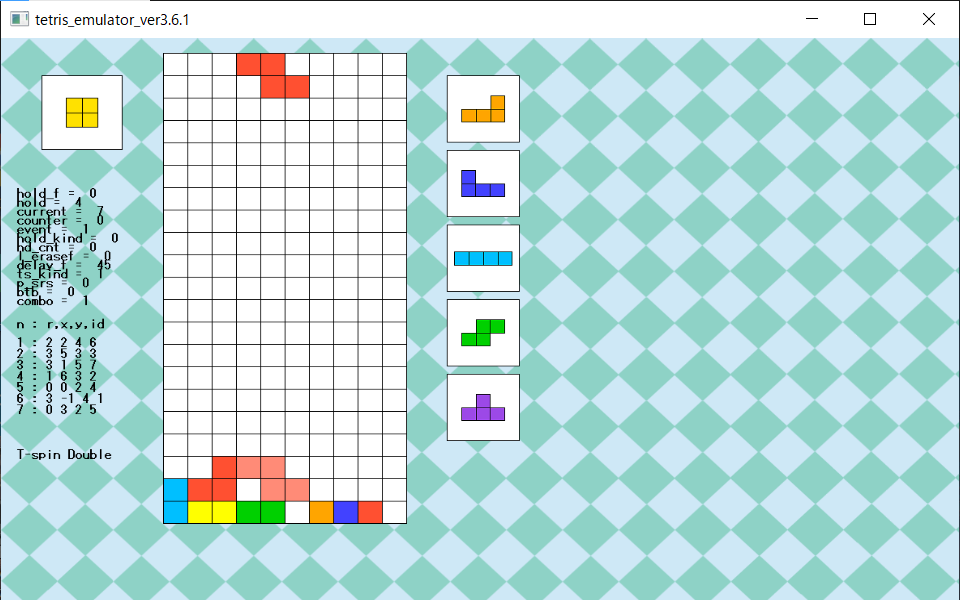 tetris_emulator_ver3.6.1
hold_f = 0
hold = 4
current = 7
counter = 0
event = 1
hold_kind = 0
hd_cnt = 0
l_erasef = 0
delay_f = 45
ts_kind = 1
p_srs = 0
btb = 0
combo = 1
n : r,x,y,id
1 : 2 2 4 6
2 : 3 5 3 3
3 : 3 1 5 7
4 : 1 6 3 2
5 : 0 0 2 4
6 : 3 -1 4 1
7 : 0 3 2 5
T-spin Double